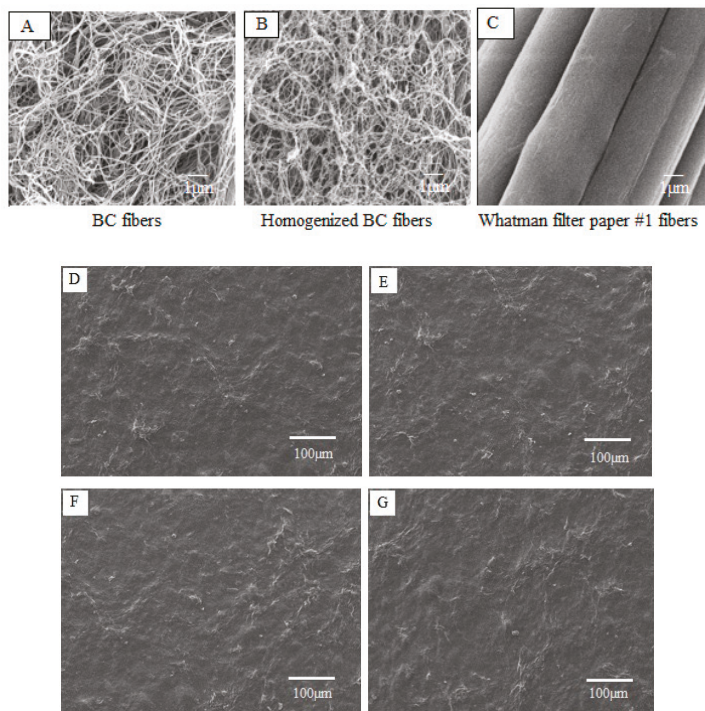 A
B
C
1μm
1μm
1μm
BC fibers
Homogenized BC fibers
Whatman filter paper #1 fibers
D
E
100μm
100μm
F
G
100μm
100μm